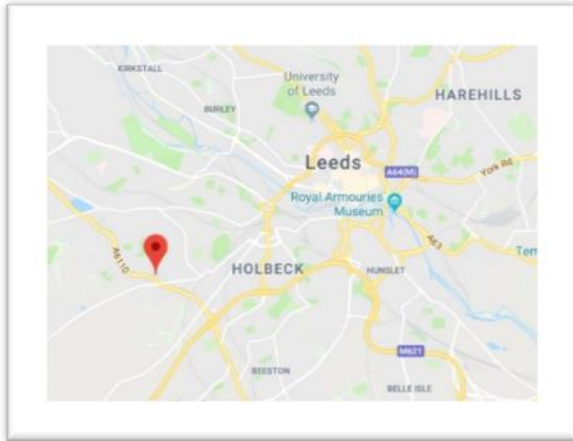 KIRKSTALL
University
of Leeds
HAREHILLS
BURLEY
Leeds
A64(M)
York Rd
Royal Armouries
Museum
A63
A6110
Tem
HOLBECK
HUNSLET
M621
BEESTON
BELLE ISLE